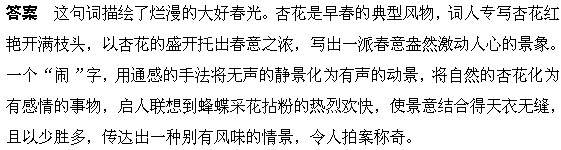 答案　这句词描绘了烂漫的大好春光。杏花是早春的典型风物，词人专写杏花红
艳开满枝头，以杏花的盛开托出春意之浓，写出一派春意盎然激动人心的景象。
一个“闹”字，用通感的手法将无声的静景化为有声的动景，将自然的杏花化为
有感情的事物，启人联想到蜂蝶采花拈粉的热烈欢快，使景意结合得天衣无缝，
且以少胜多，传达出一种别有风味的情景，令人拍案称奇。